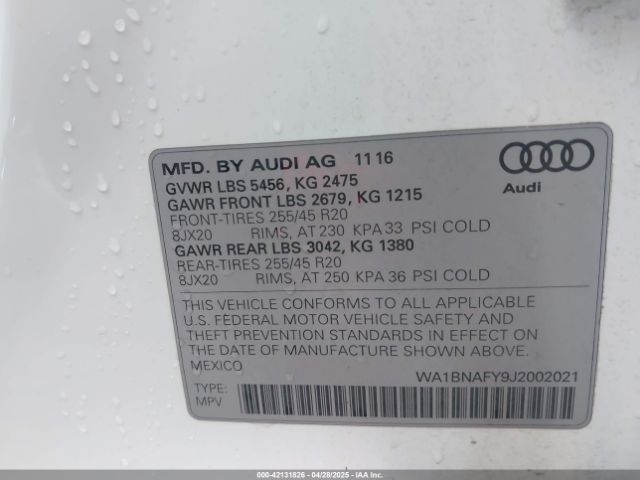 MFD. BY AUDI AG 11 16
GVWR LBS 5456, KG 2475
GAWR FRONT LBS 2679, KG 1215
FRONT-TIRES 255/45 R20
8JX20 RIMS, AT 230 KPA 33 PSI COLD
GAWR REAR LBS 3042, KG 1380
REAR-TIRES 255/45 R20
8JX20 RIMS, AT 250 KPA 36 PSI COLD
Audi
THIS VEHICLE CONFORMS TO ALL APPLICABLE
U.S. FEDERAL MOTOR VEHICLE SAFETY AND
THEFT PREVENTION STANDARDS IN EFFECT ON
THE DATE OF MANUFACTURE SHOWN ABOVE.
MEXICO
WA1BNAFY9J2002021
TYPE:
MPV
000-42131826 - 04/28/2025 - IAAI.CA